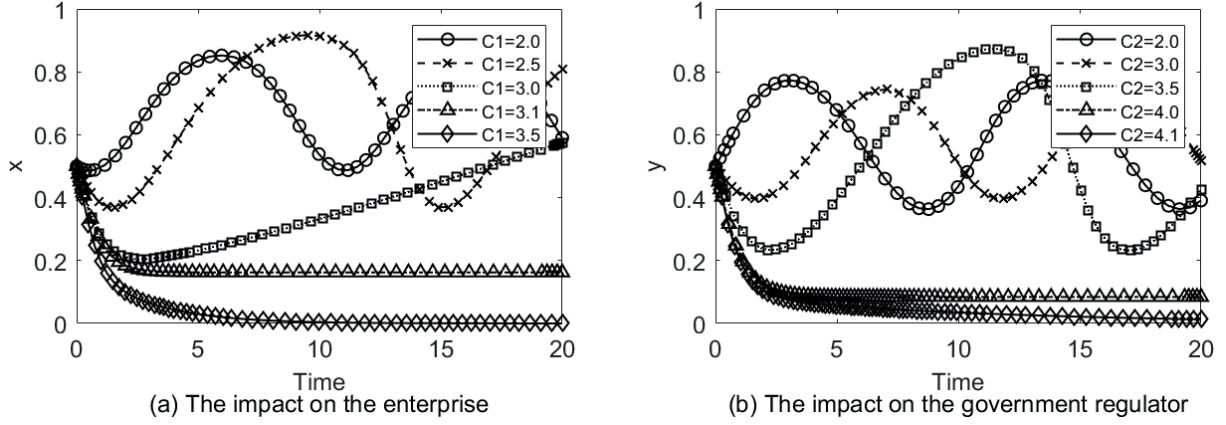 1
0.8
0.6
0.4
0.2
0
x
0
5
10
15
20
Time
C1=2.0
C1=2.5
C1=3.0
C1=3.1
C1=3.5
(a) The impact on the enterprise
1
0.8
0.6
0.4
0.2
0
y
0
5
10
15
20
Time
C2=2.0
C2=3.0
C2=3.5
C2=4.0
C2=4.1
(b) The impact on the government regulator